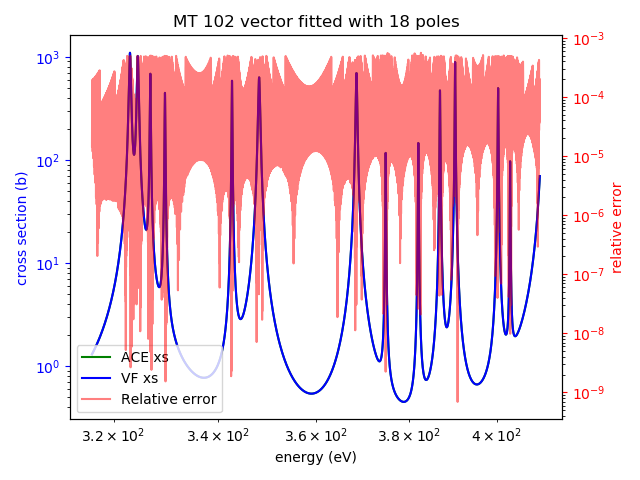 MT 102 vector fitted with 18 poles
10³
10²
10¹
10⁰
cross section (b)
10⁻³
10⁻⁴
10⁻⁵
10⁻⁶
10⁻⁷
10⁻⁸
10⁻⁹
relative error
ACE xs
VF xs
Relative error
3.2 × 10² 3.4 × 10² 3.6 × 10² 3.8 × 10² 4 × 10²
energy (eV)